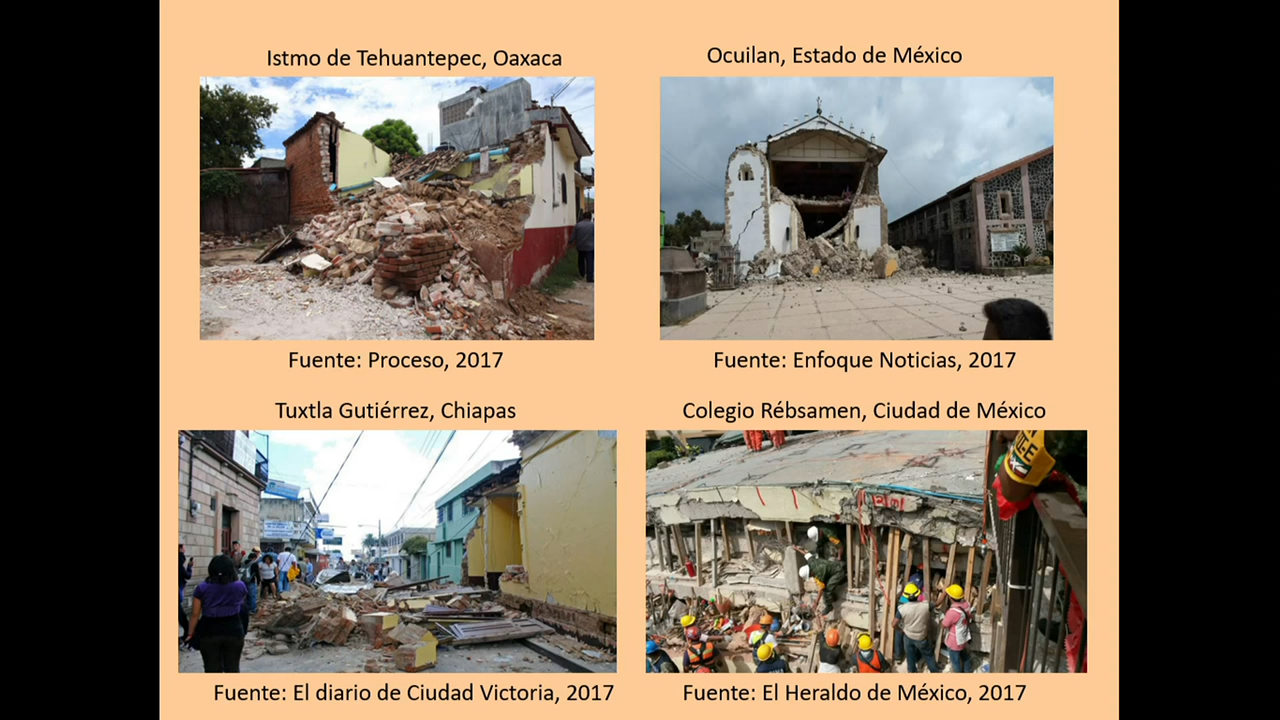 Istmo de Tehuantepec, Oaxaca
Ocuilan, Estado de México
Fuente: Proceso, 2017
Fuente: Enfoque Noticias, 2017
Tuxtla Gutiérrez, Chiapas
Colegio Rébsamen, Ciudad de México
Fuente: El diario de Ciudad Victoria, 2017
Fuente: El Heraldo de México, 2017